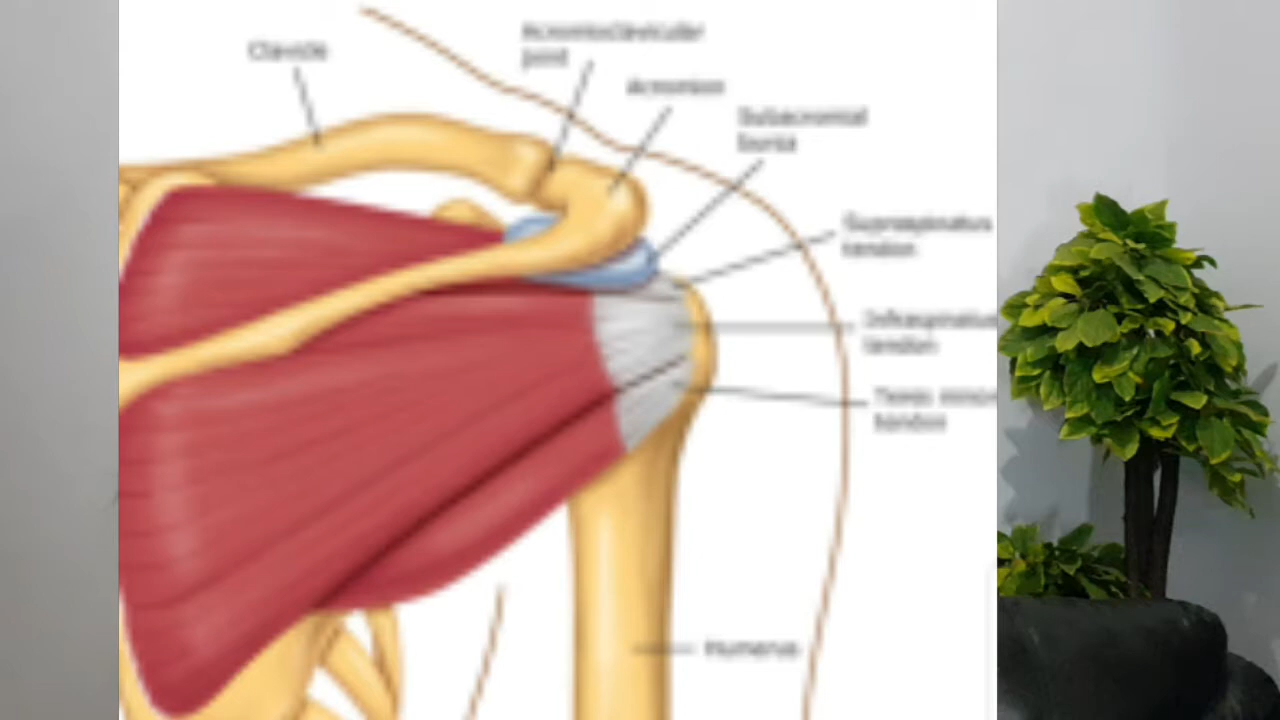 Clavicle
Acromioclavicular
joint
Acromion
Subacromial
bursa
Supraspinatus
tendon
Infraspinatus
tendon
Teres minor
tendon
Humerus